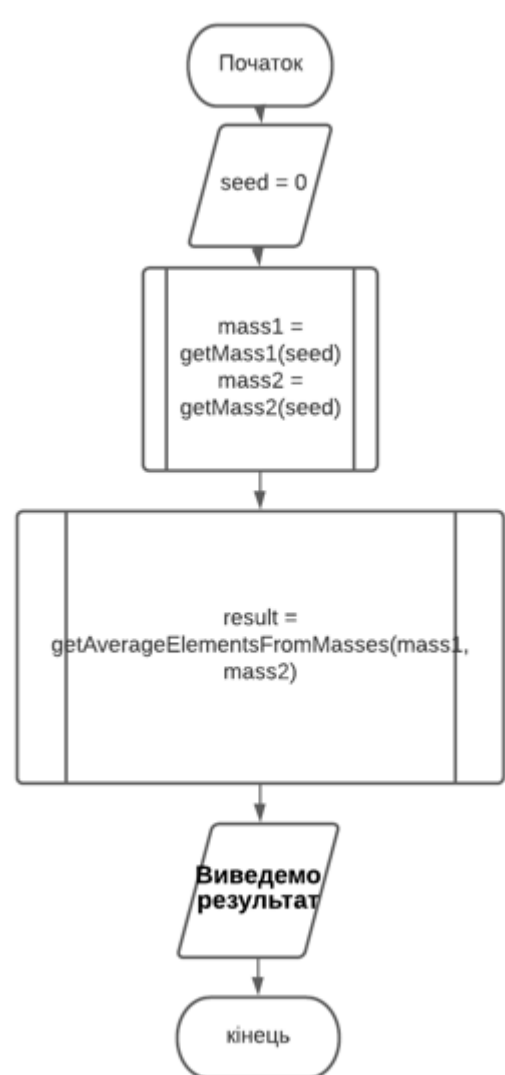 Початок
seed = 0
mass1 =
getMass1(seed)
mass2 =
getMass2(seed)
result =
getAverageElementsFromMasses(mass1,
mass2)
Виведемо
результат
кінець